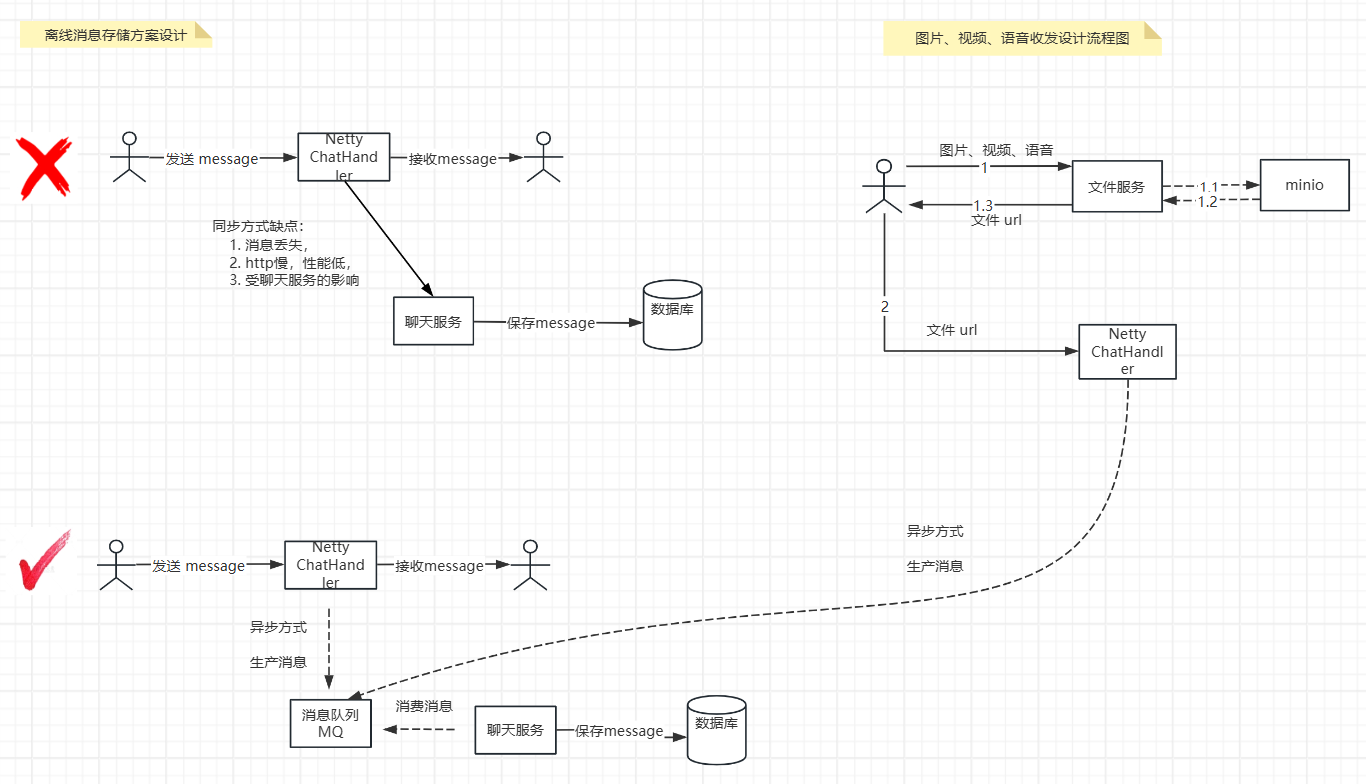 离线消息存储方案设计
发送 message
Netty
ChatHand
ler
接收message
同步方式缺点：
1. 消息丢失，
2. http慢，性能低，
3. 受聊天服务的影响
聊天服务
保存message
数据库
发送 message
Netty
ChatHand
ler
接收message
异步方式
生产消息
消息队列
MQ
消费消息
聊天服务
保存message
数据库
图片、视频、语音收发设计流程图
图片、视频、语音
1
文件服务
1.1
1.2
minio
1.3
文件 url
2
文件 url
Netty
ChatHandl
er
异步方式
生产消息